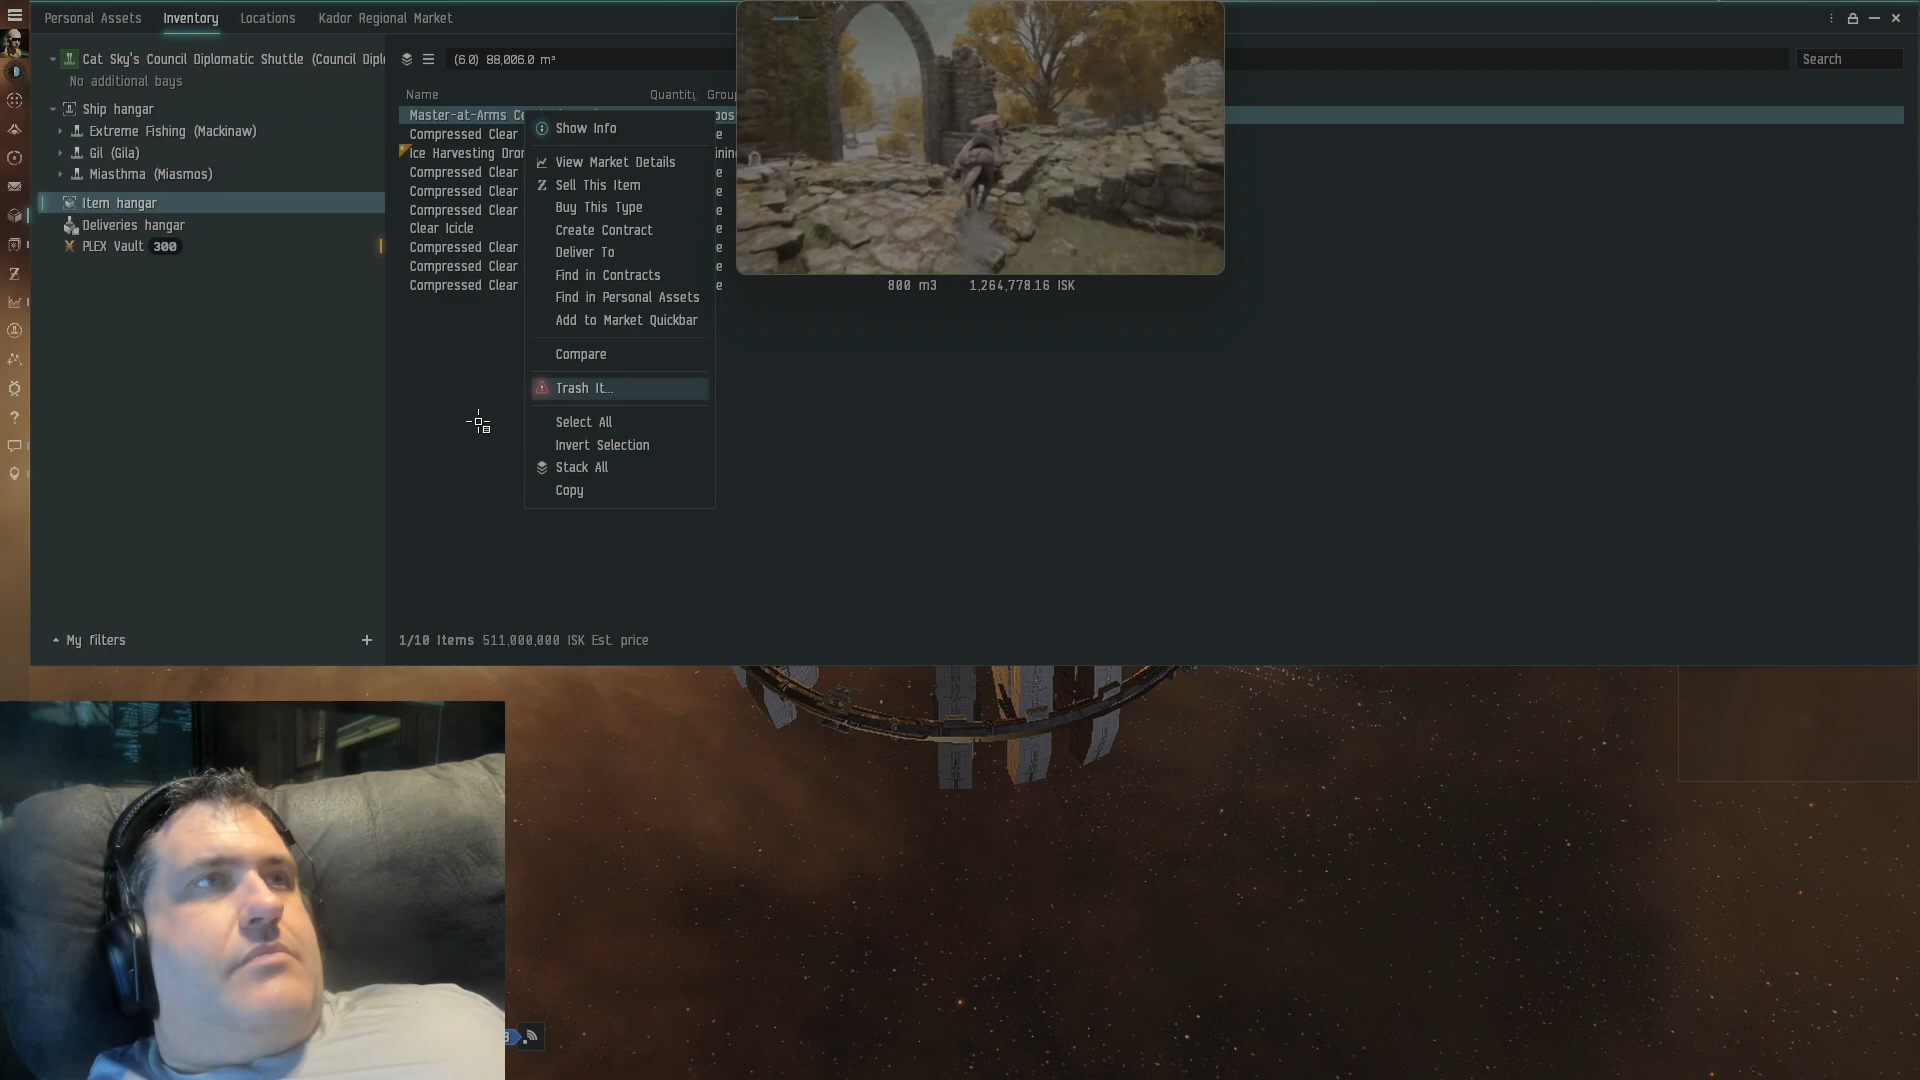 Personal Assets
Inventory
Locations
Kador Regional Market
Cat Sky's Council Diplomatic Shuttle (Council Diplo
No additional bays
Ship hangar
Extreme Fishing (Mackinaw)
Gil (Gila)
Miasthma (Miasmos)
Item hangar
Deliveries hangar
PLEX Vault 300
My filters
+
(6.0) 88,006.0 m³
Search
Name
Quantity
Group
Master-at-Arms Ce
Compressed Clear
Ice Harvesting Dron
Compressed Clear
Compressed Clear
Compressed Clear
Clear Icicle
Compressed Clear
Compressed Clear
Compressed Clear
800 m3
1,264,778.16 ISK
Show Info
View Market Details
Sell This Item
Buy This Type
Create Contract
Deliver To
Find in Contracts
Find in Personal Assets
Add to Market Quickbar
Compare
Trash It...
Select All
Invert Selection
Stack All
Copy
1/10 Items 511,000,000 ISK Est. price